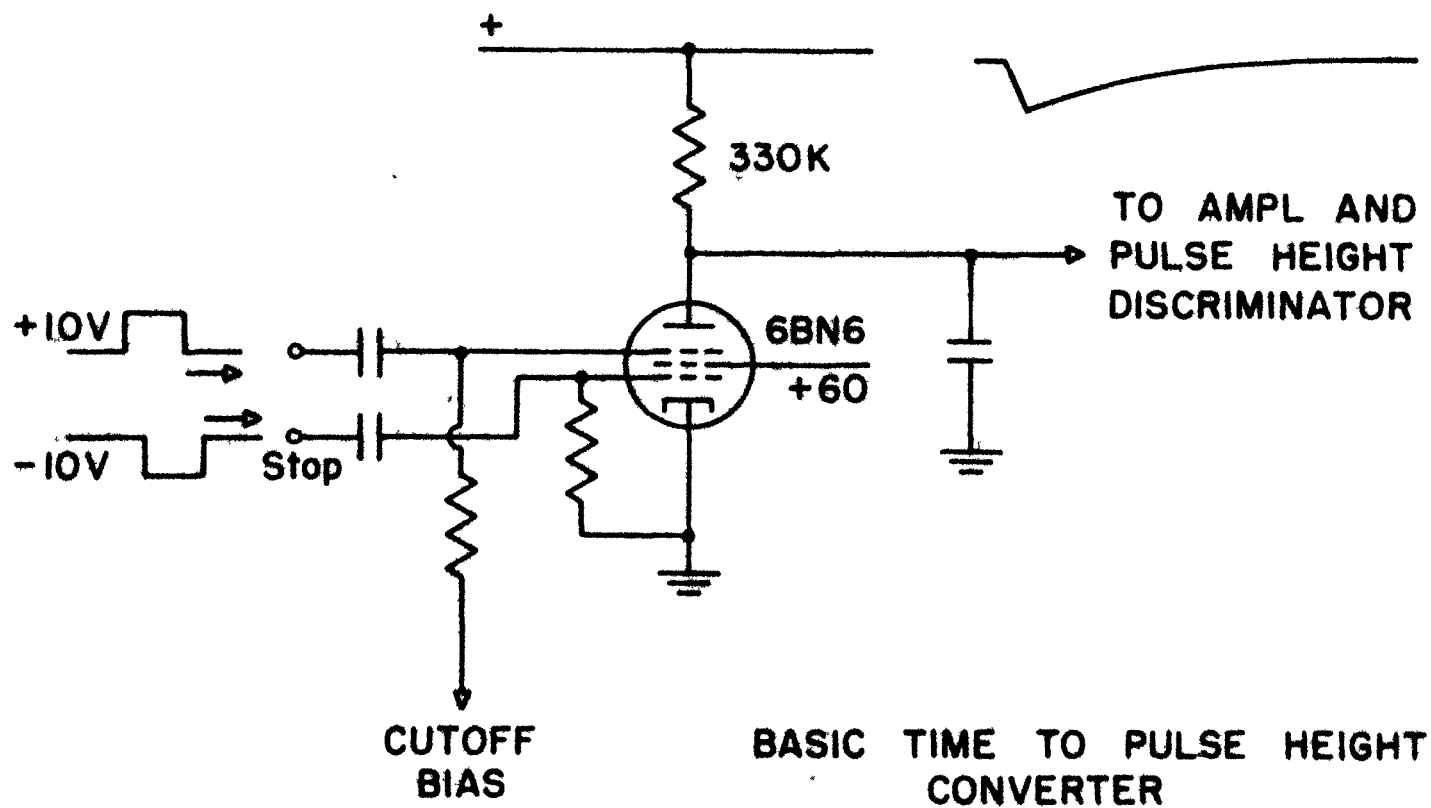 +
330K
TO AMPL AND
PULSE HEIGHT
DISCRIMINATOR
+10V
6BN6
+60
-10V
Stop
CUTOFF
BIAS
BASIC TIME TO PULSE HEIGHT
CONVERTER